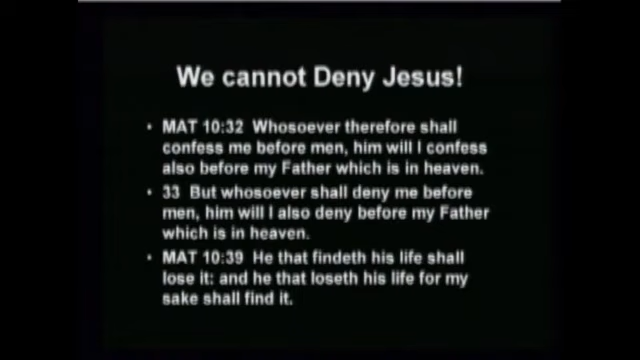 We cannot Deny Jesus!
• MAT 10:32 Whosoever therefore shall
confess me before men, him will I confess
also before my Father which is in heaven.
• 33 But whosoever shall deny me before
men, him will I also deny before my Father
which is in heaven.
• MAT 10:39 He that findeth his life shall
lose it: and he that loseth his life for my
sake shall find it.